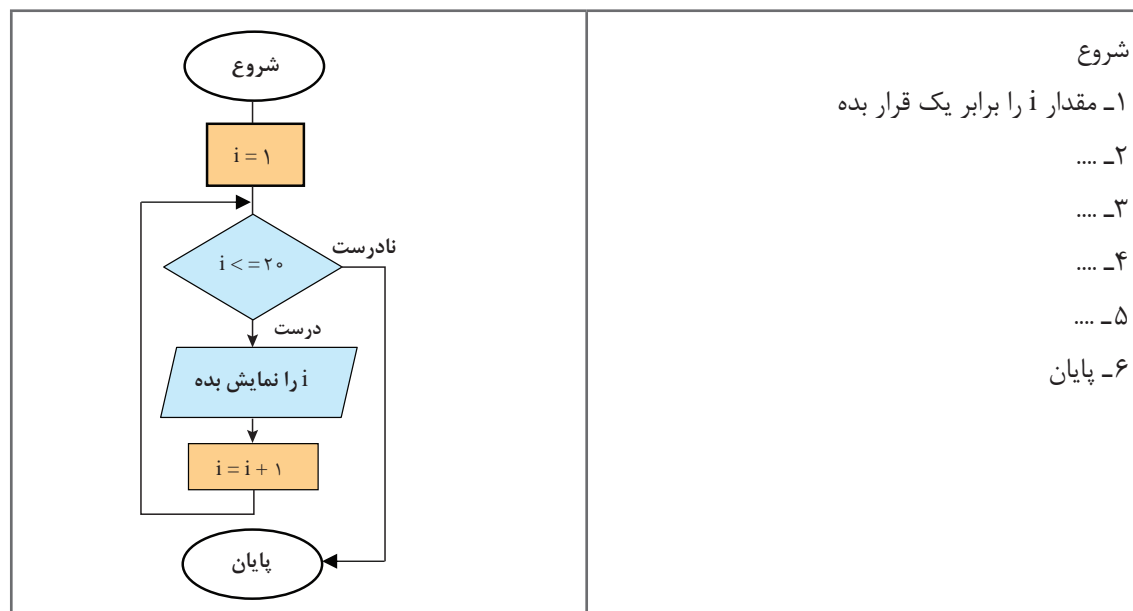 شروع
۱ـ مقدار i را برابر یک قرار بده
۲ـ ....
۳ـ ....
۴ـ ....
۵ـ ....
۶ـ پایان
شروع
i = ۱
i < = ۲۰
نادرست
درست
i را نمایش بده
i = i + ۱
پایان